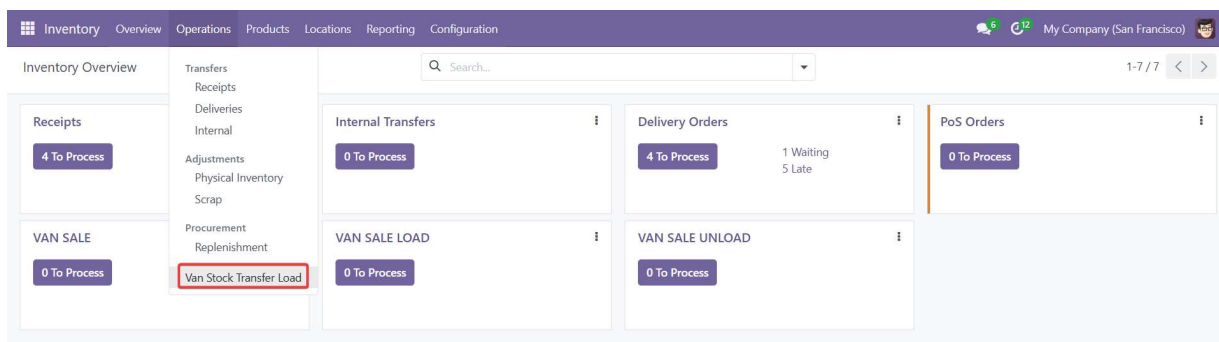 Inventory Overview Operations Products Locations Reporting Configuration 6 12 My Company (San Francisco)
Inventory Overview Search... 1-7 / 7
Transfers
Receipts
Deliveries
Internal
Adjustments
Physical Inventory
Scrap
Procurement
Replenishment
Van Stock Transfer Load
Receipts
4 To Process
Internal Transfers
0 To Process
Delivery Orders
4 To Process
1 Waiting
5 Late
PoS Orders
0 To Process
VAN SALE
0 To Process
VAN SALE LOAD
0 To Process
VAN SALE UNLOAD
0 To Process